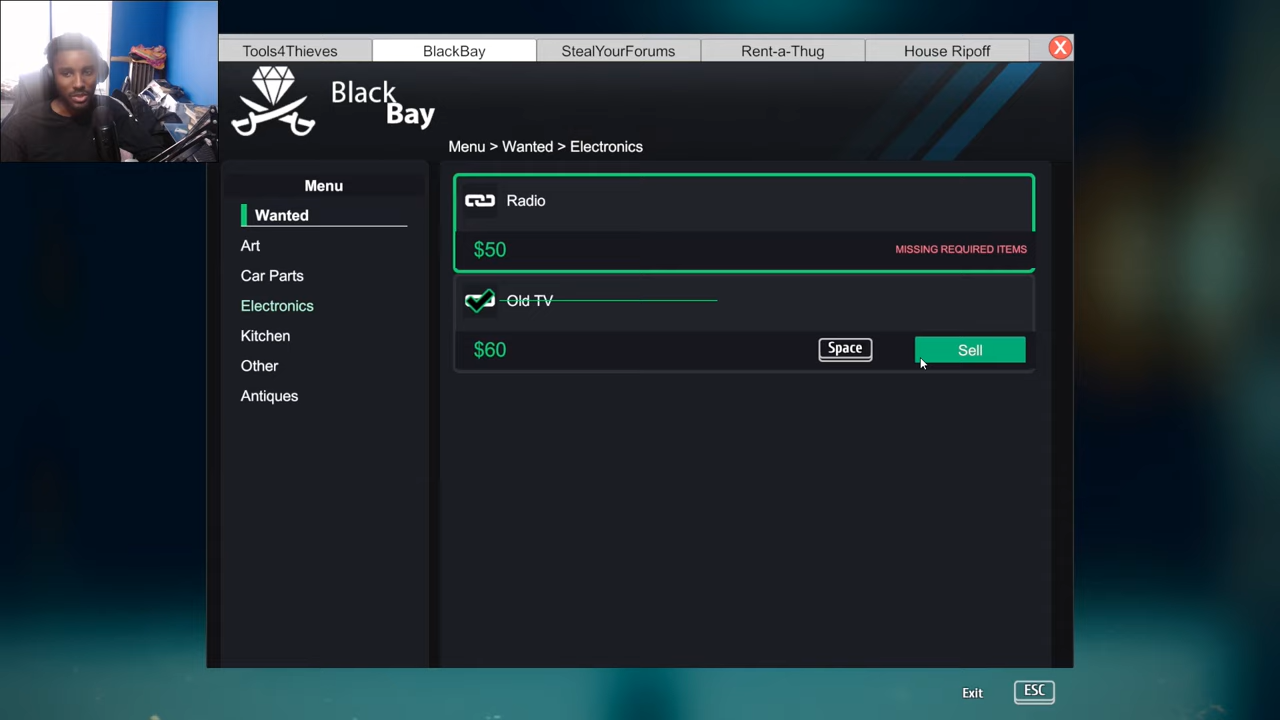 Tools4Thieves BlackBay StealYourForums Rent-a-Thug House Ripoff X
Black
Bay
Menu > Wanted > Electronics
Menu
Wanted
Art
Car Parts
Electronics
Kitchen
Other
Antiques
Radio
$50 MISSING REQUIRED ITEMS
Old TV
$60 Space Sell
Exit ESC